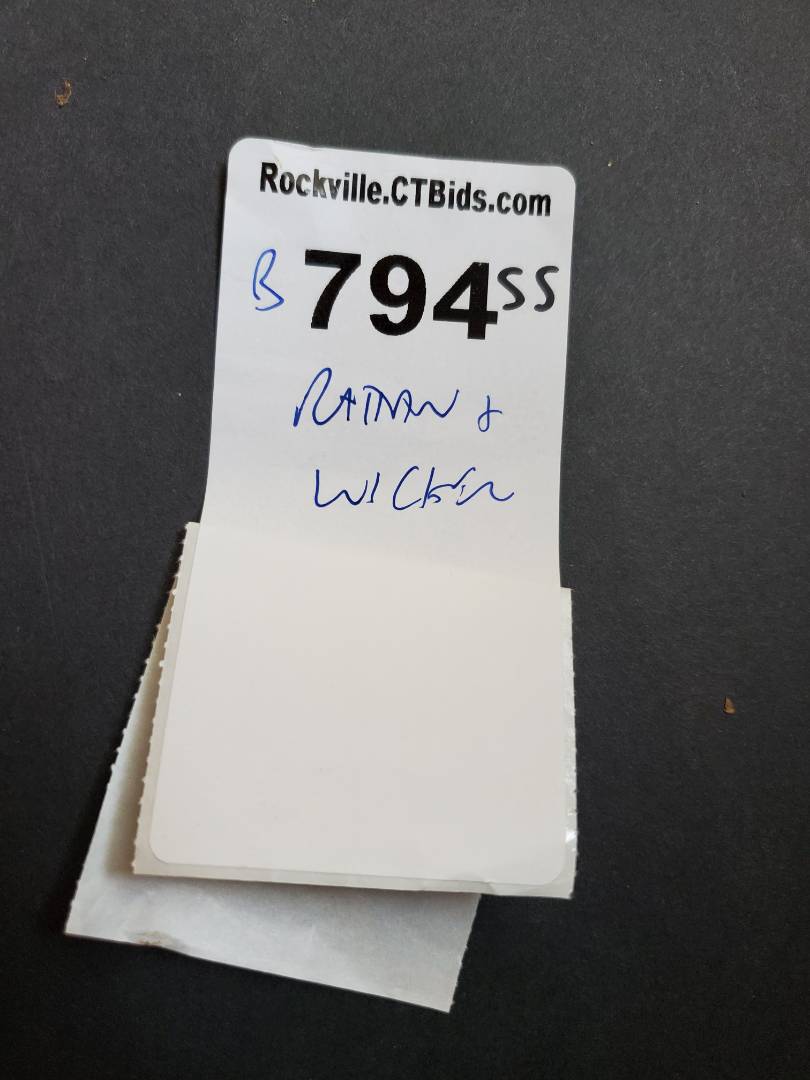 Rockville.CTBids.com
B 794 SS
RATTAN &
WICKER